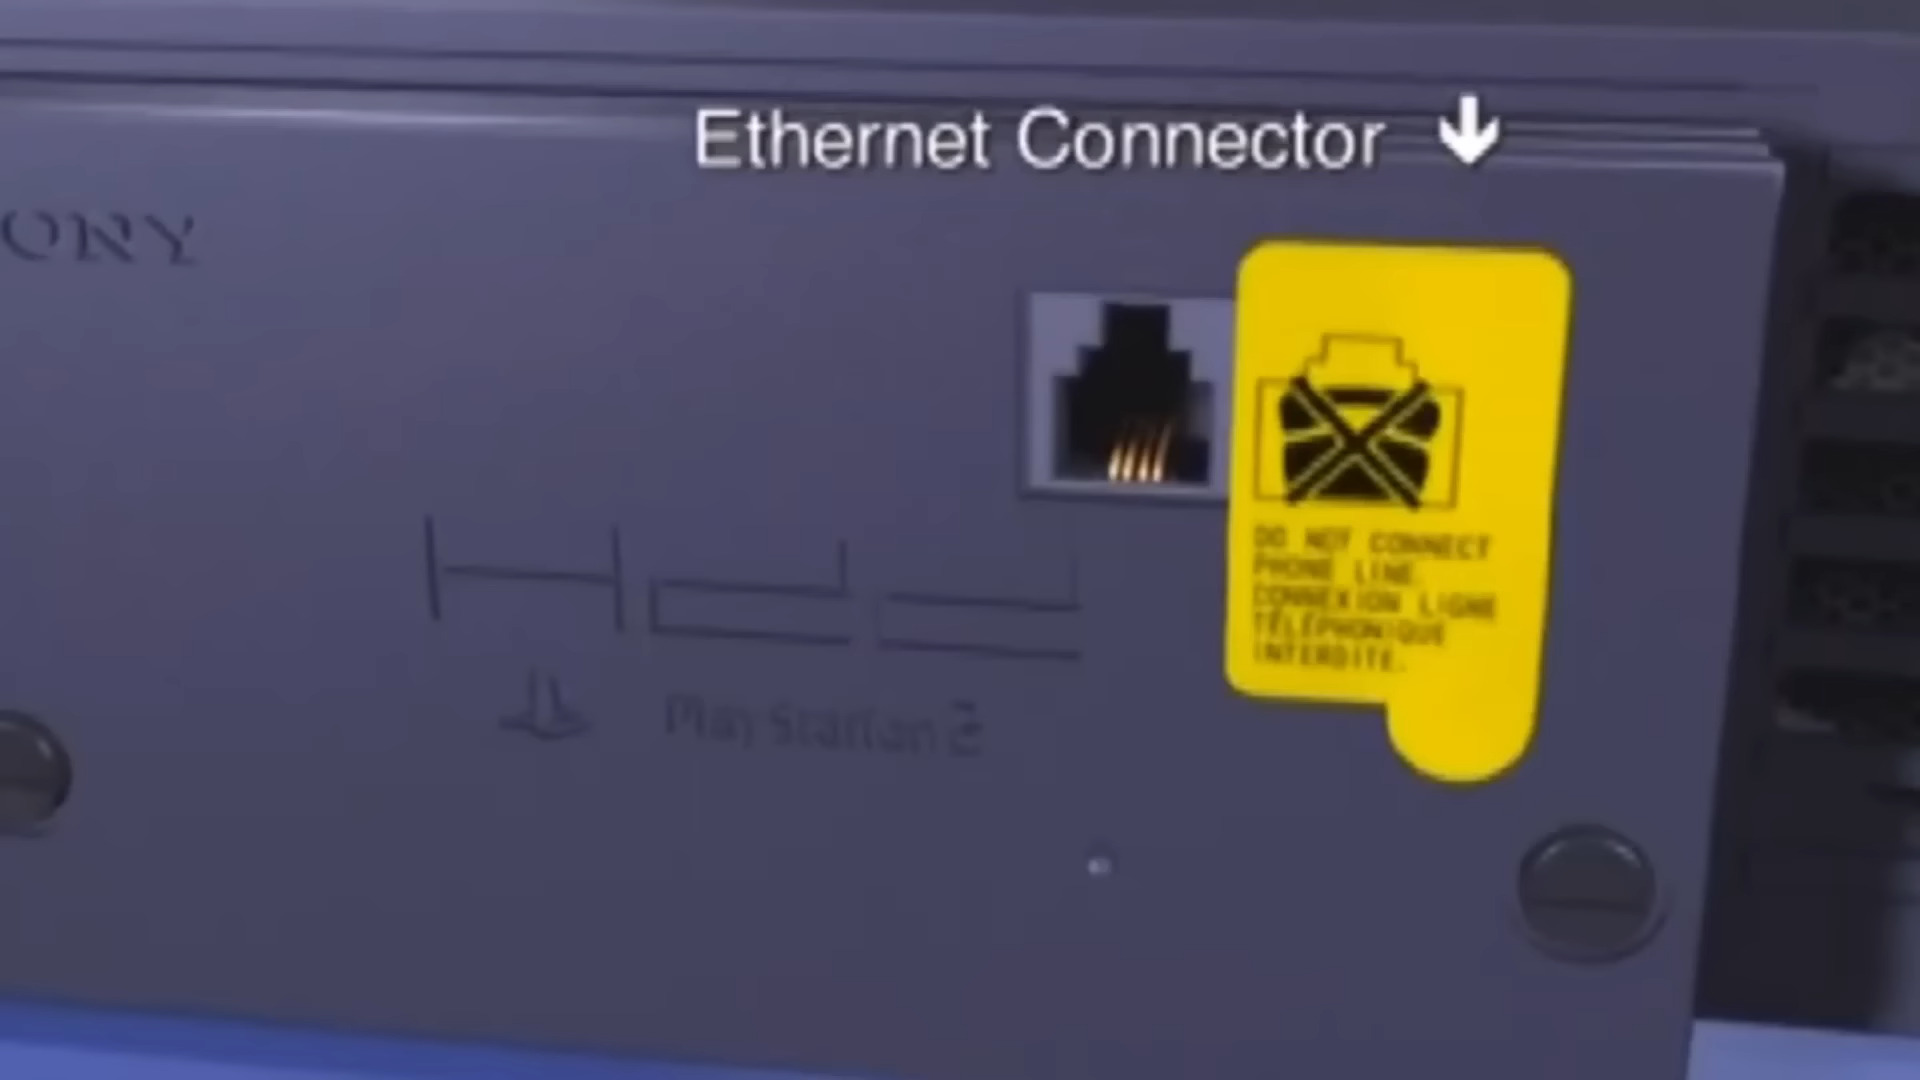 Ethernet Connector ↓
ONY
HDD
PlayStation 2
DO NOT CONNECT
PHONE LINE.
CONNEXION LIGNE
TÉLÉPHONIQUE
INTERDITE.